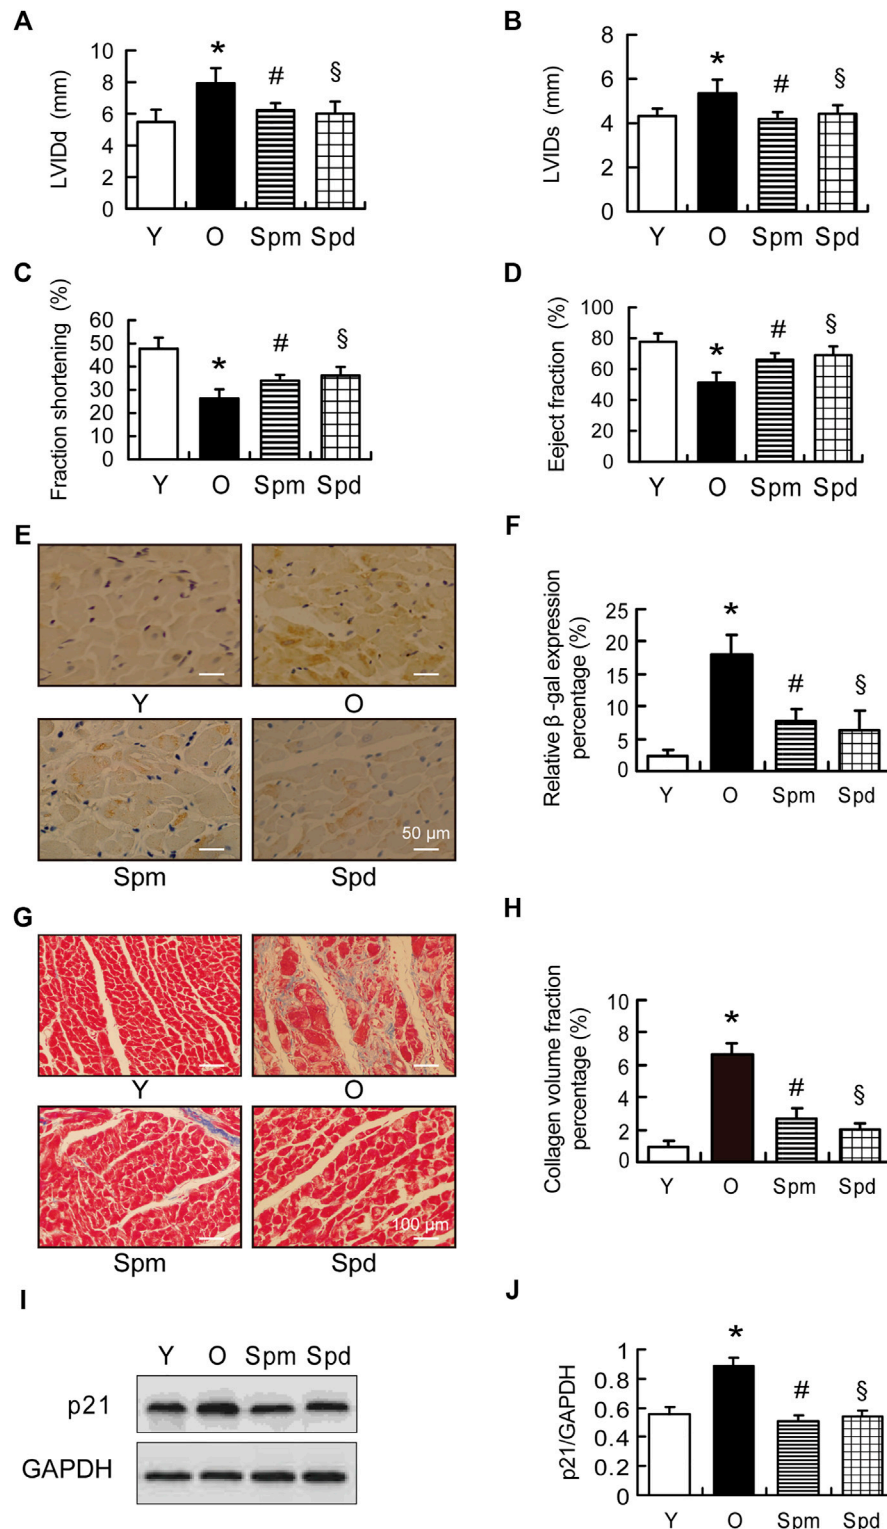 A
LVIDd (mm)
10
8
6
4
2
0
*
#
§
Y O Spm Spd
B
LVIDs (mm)
8
6
4
2
0
*
#
§
Y O Spm Spd
C
Fraction shortening (%)
60
50
40
30
20
10
0
*
#
§
Y O Spm Spd
D
Eeject fraction (%)
100
80
60
40
20
0
*
#
§
Y O Spm Spd
E
Y O
50 µm
Spm Spd
F
Relative β-gal expression
percentage (%)
25
20
15
10
5
0
*
#
§
Y O Spm Spd
G
Y O
100 µm
Spm Spd
H
Collagen volume fraction
percentage (%)
10
8
6
4
2
0
*
#
§
Y O Spm Spd
I
Y O Spm Spd
p21
GAPDH
J
p21/GAPDH
1
0.8
0.6
0.4
0.2
0
*
#
§
Y O Spm Spd